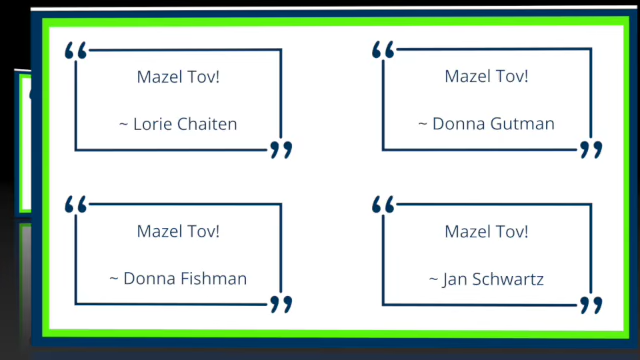 Mazel Tov!
~ Lorie Chaiten
Mazel Tov!
~ Donna Gutman
Mazel Tov!
~ Donna Fishman
Mazel Tov!
~ Jan Schwartz